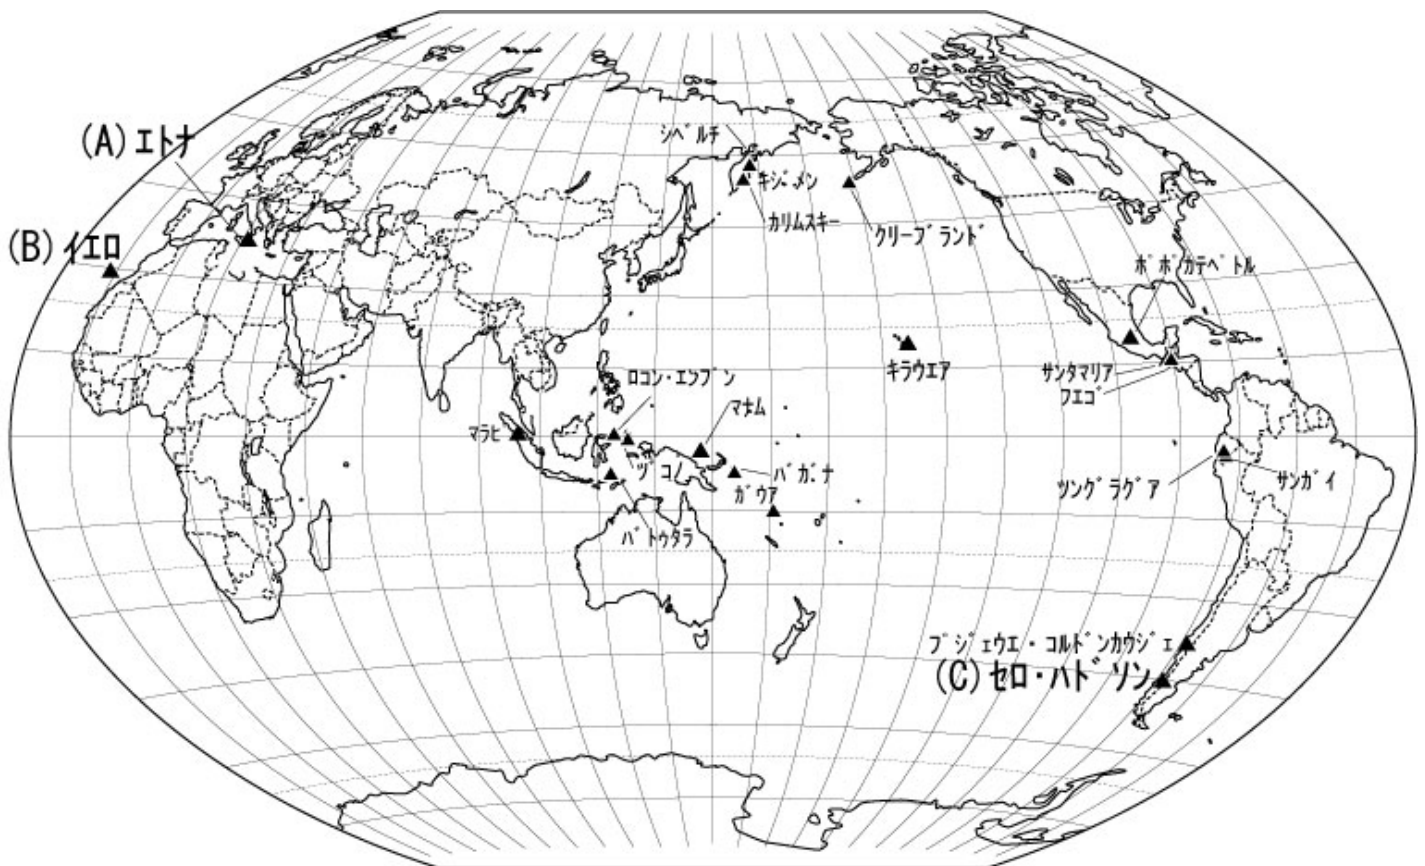 (A)エトナ
シベルチ
キジメン
(B)イエロ
カリムスキー
クリーブランド
ポポカテペトル
キラウエア
サンタマリア
フエゴ
ロコン・エンプン
マナム
マラピ
バガナ
ガウア
ツングラグア
サンガイ
バトゥタラ
プジェウエ・コルドンカウジェ
(C)セロ・ハドソン